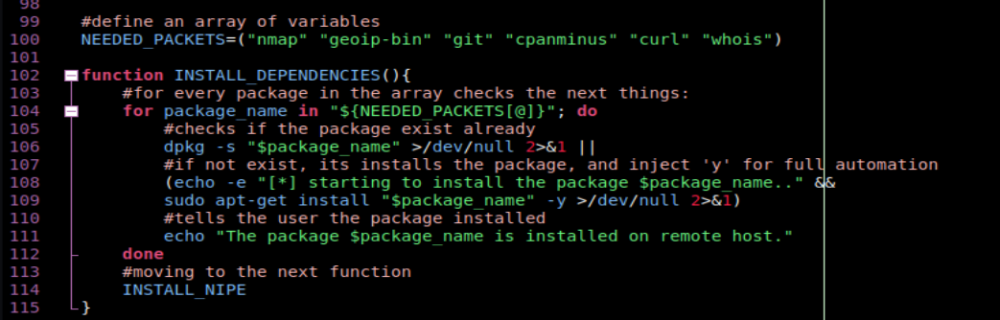 98
99 #define an array of variables
100 NEEDED_PACKETS=("nmap" "geoip-bin" "git" "cpanminus" "curl" "whois")
101
102 function INSTALL_DEPENDENCIES(){
103 #for every package in the array checks the next things:
104 for package_name in "${NEEDED_PACKETS[@]}"; do
105 #checks if the package exist already
106 dpkg -s "$package_name" >/dev/null 2>&1 ||
107 #if not exist, its installs the package, and inject 'y' for full automation
108 (echo -e "[*] starting to install the package $package_name.." &&
109 sudo apt-get install "$package_name" -y >/dev/null 2>&1)
110 #tells the user the package installed
111 echo "The package $package_name is installed on remote host."
112 done
113 #moving to the next function
114 INSTALL_NIPE
115 }